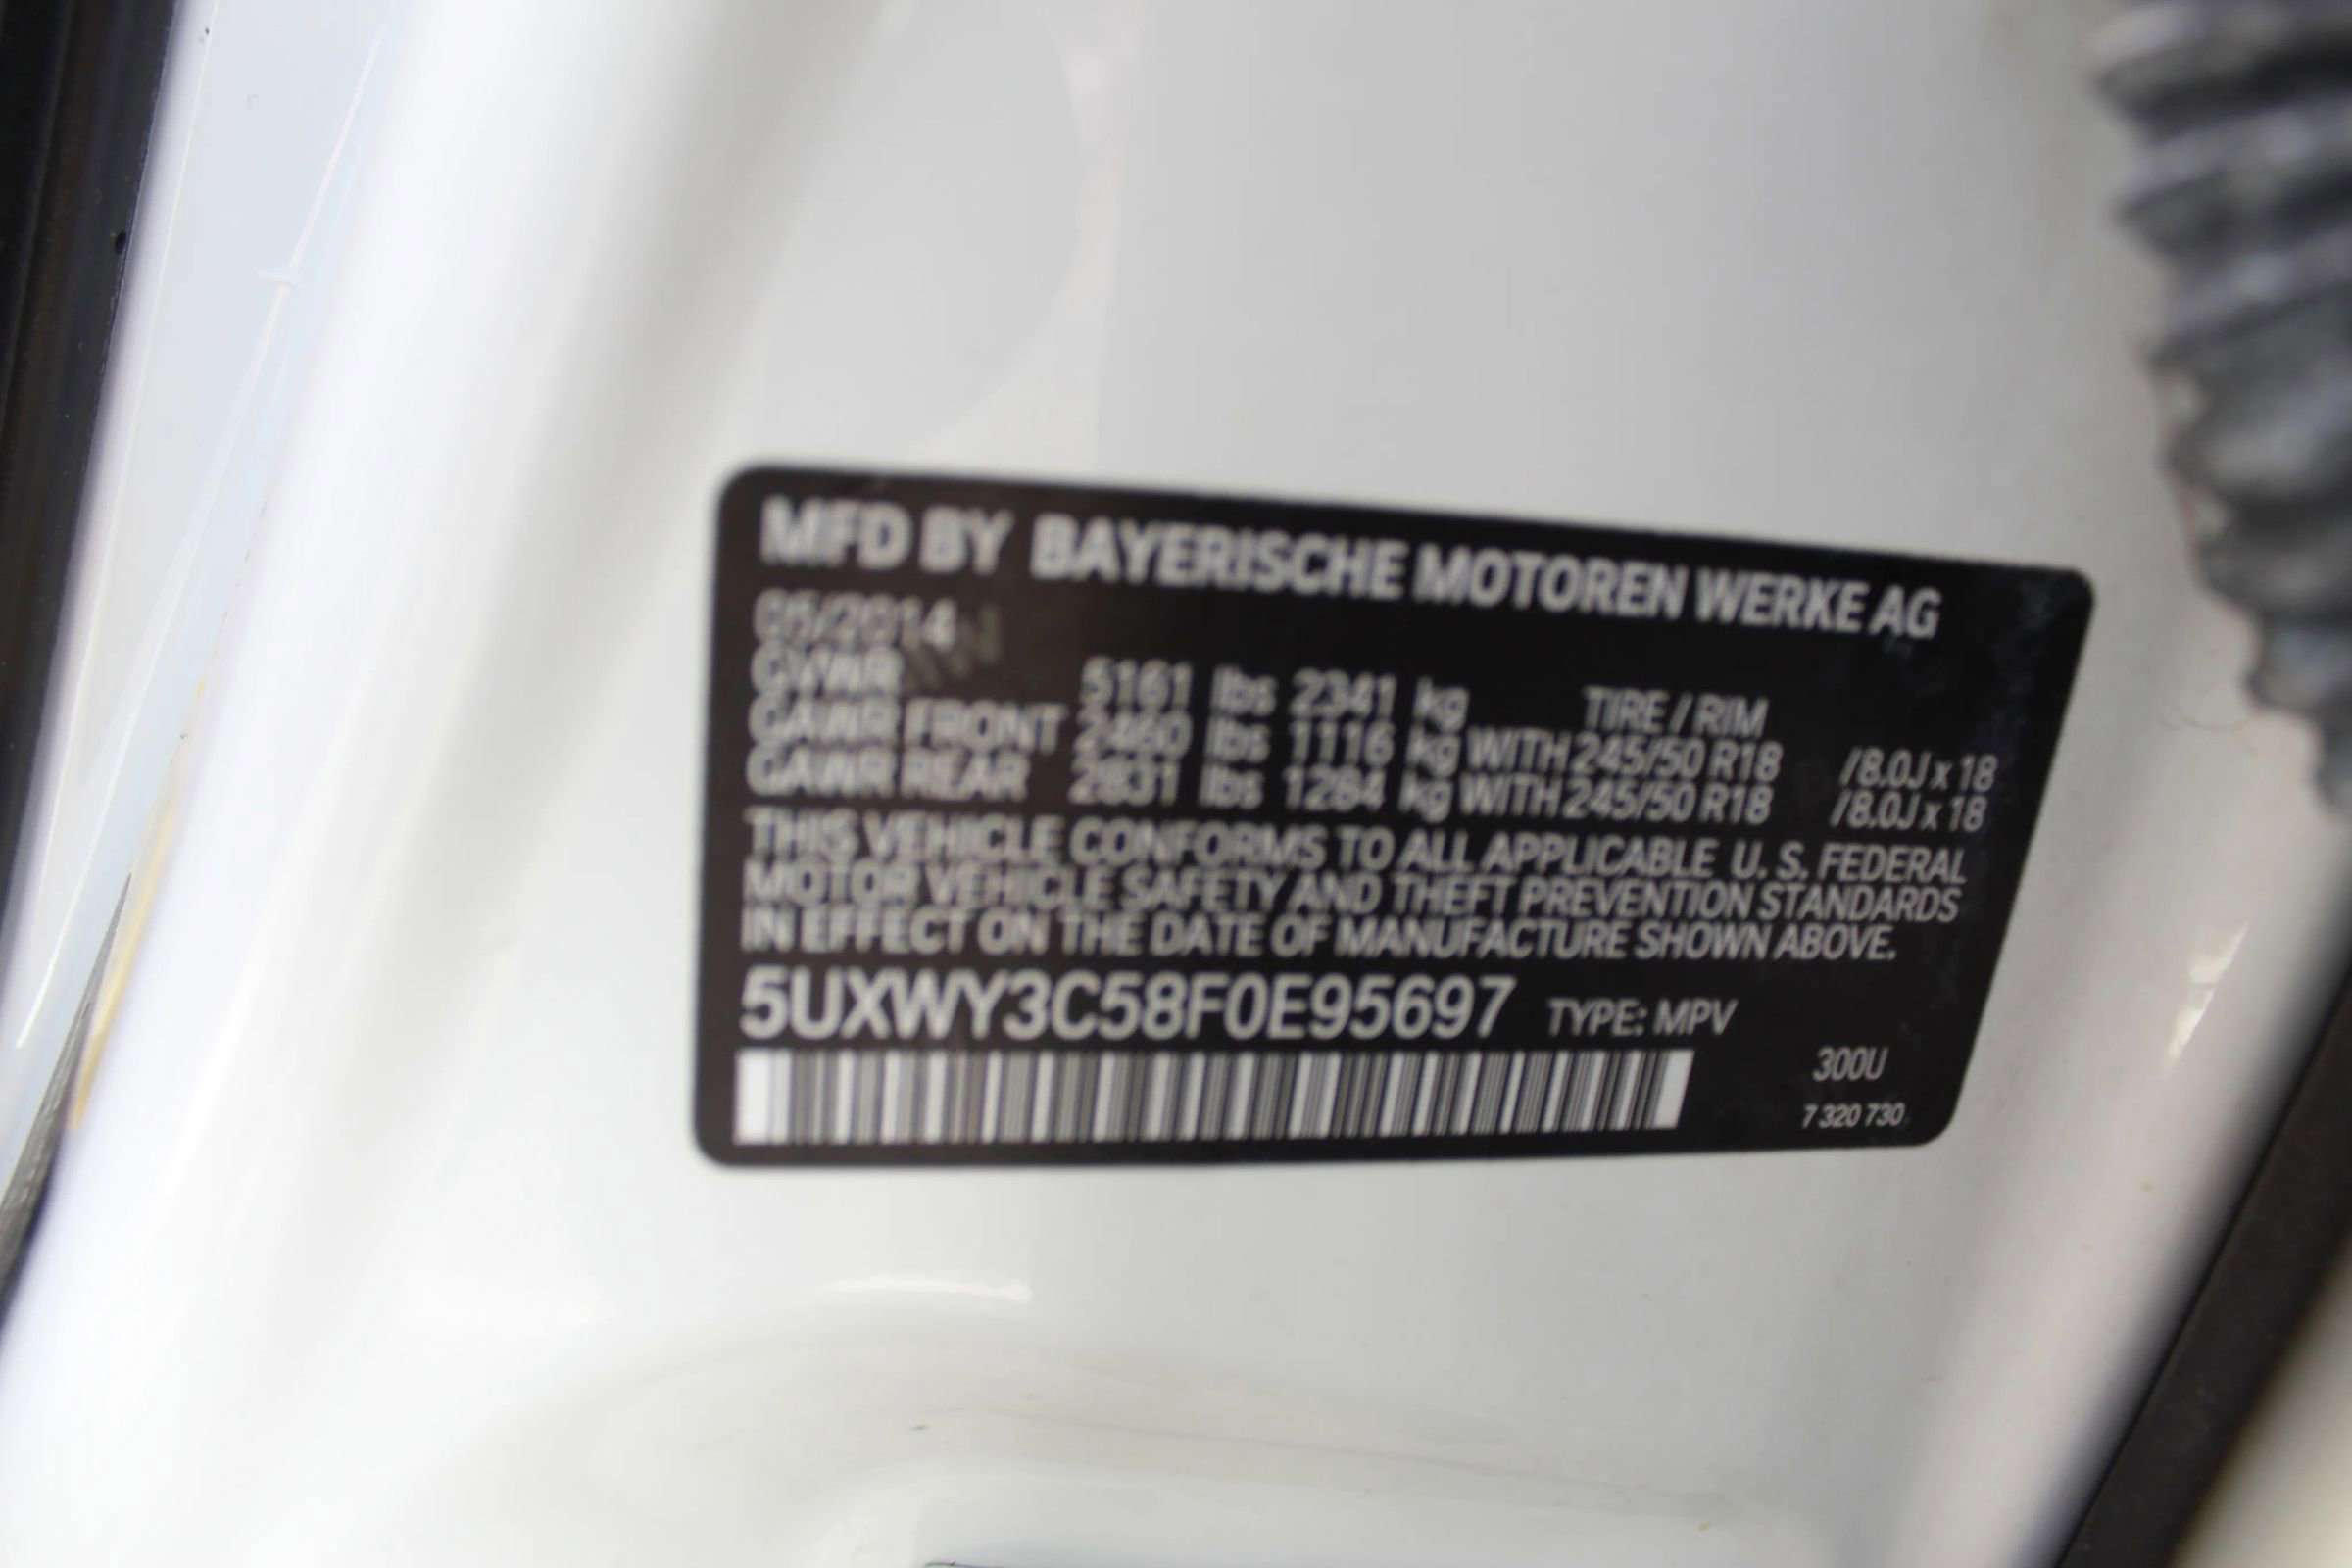 MFD BY BAYERISCHE MOTOREN WERKE AG
05/2014
GVWR 5161 lbs 2341 kg TIRE / RIM
GAWR FRONT 2460 lbs 1116 kg WITH 245/50 R18 /8.0J x 18
GAWR REAR 2831 lbs 1284 kg WITH 245/50 R18 /8.0J x 18
THIS VEHICLE CONFORMS TO ALL APPLICABLE U. S. FEDERAL
MOTOR VEHICLE SAFETY AND THEFT PREVENTION STANDARDS
IN EFFECT ON THE DATE OF MANUFACTURE SHOWN ABOVE.
5UXWY3C58F0E95697 TYPE: MPV
300U
7 320 730